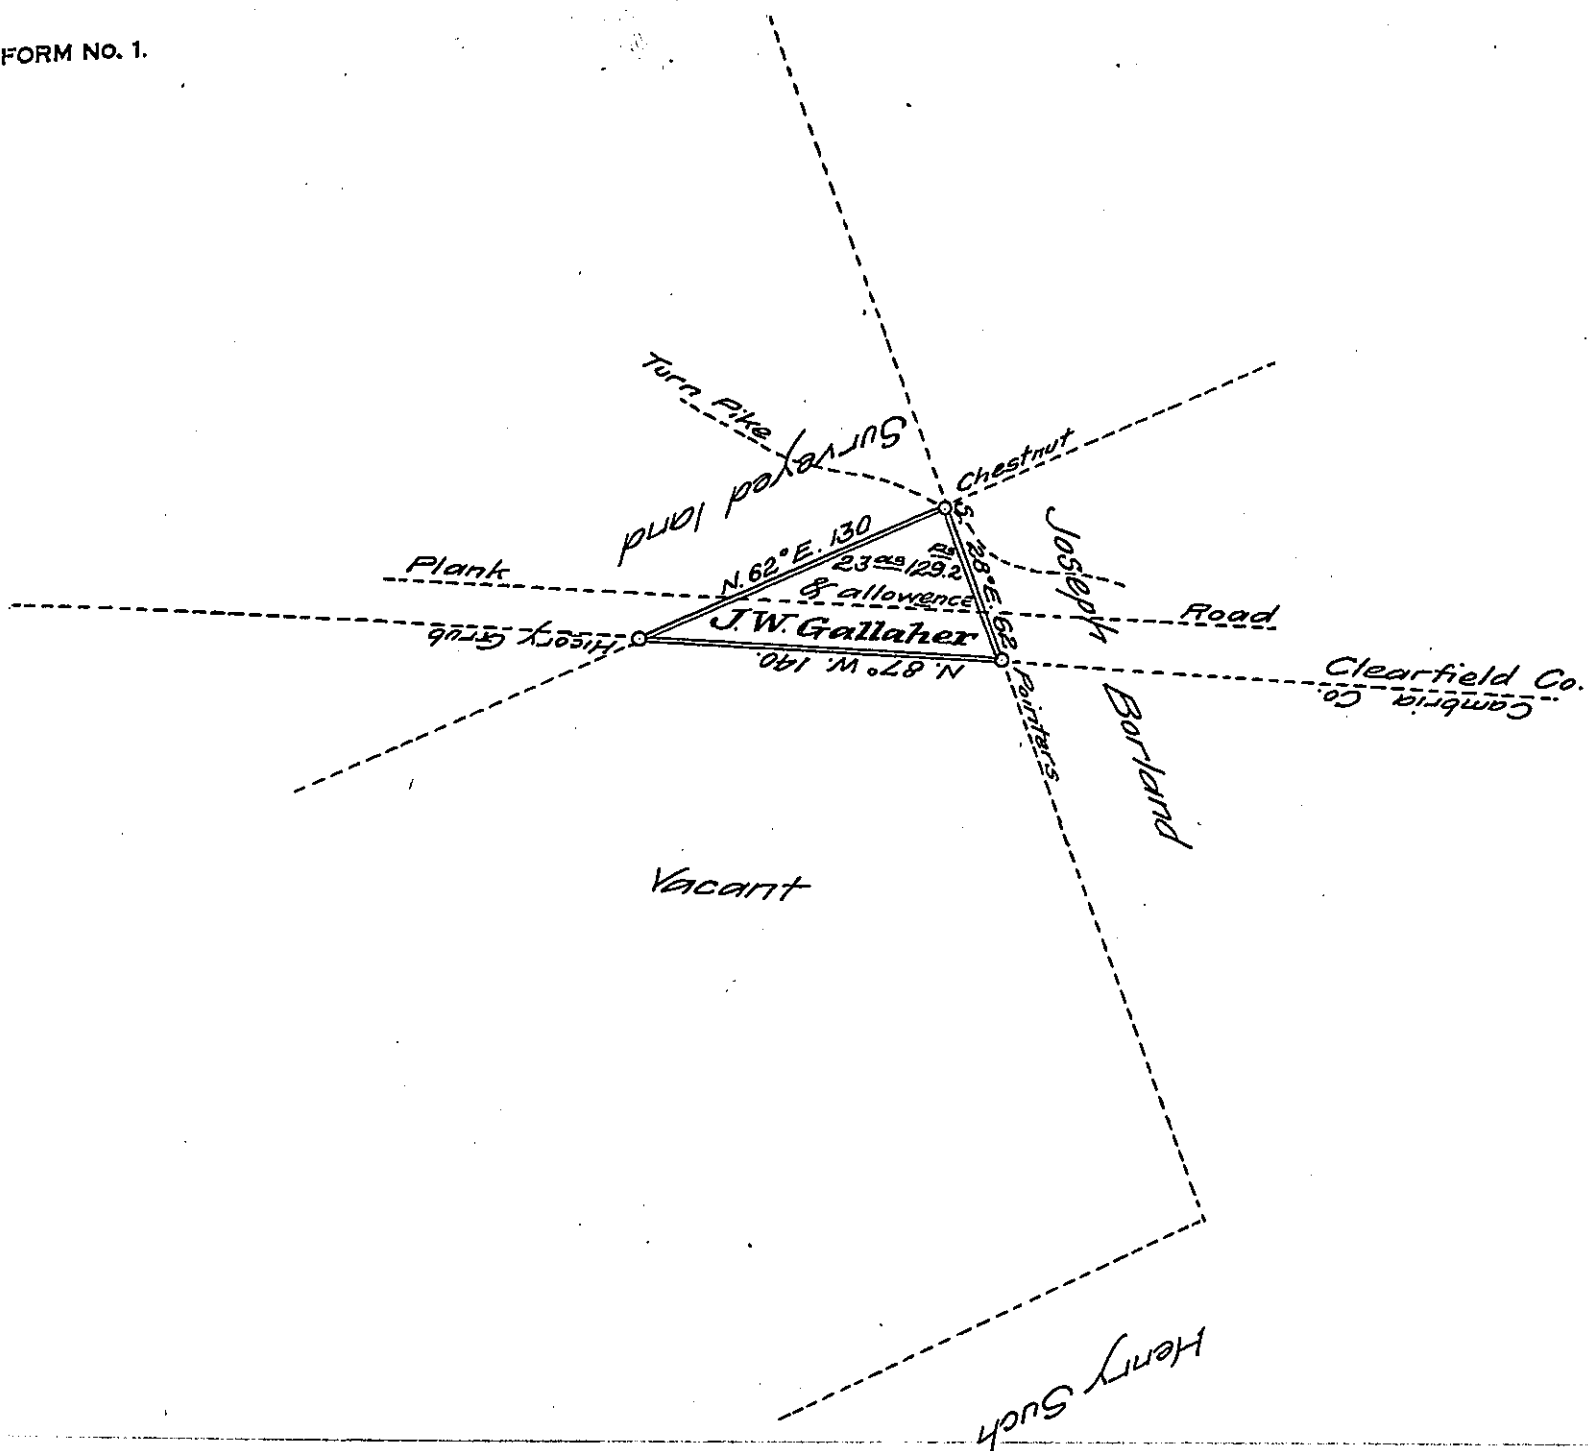 FORM NO. 1.
Turn Pike
Surveyed land
Chestnut
N. 62° E. 130
S. 28° E. 62
23 as 129.2 Ps
& allowence
J. W. Gallaher
N. 87° W. 140.
Plank Road
Hicory Grub
Joseph Borland
Pointers
Clearfield Co.
Cambria Co.
Vacant
Henry Such